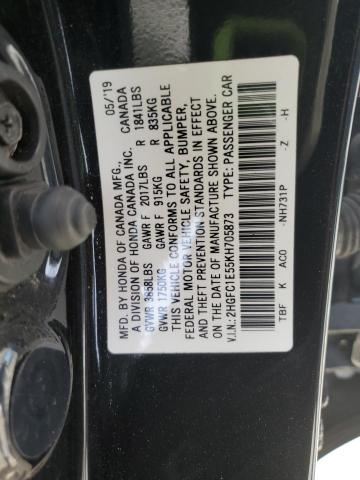 MFD. BY HONDA OF CANADA MFG., 05/'19
A DIVISION OF HONDA CANADA INC. CANADA
GVWR 3858LBS GAWR F 2017LBS R 1841LBS
GVWR 1750KG GAWR F 915KG R 835KG
THIS VEHICLE CONFORMS TO ALL APPLICABLE
FEDERAL MOTOR VEHICLE SAFETY, BUMPER,
AND THEFT PREVENTION STANDARDS IN EFFECT
ON THE DATE OF MANUFACTURE SHOWN ABOVE.
V.I.N.: 2HGFC1E55KH705873 TYPE: PASSENGER CAR
TBF K AC0 -NH731P -Z -H